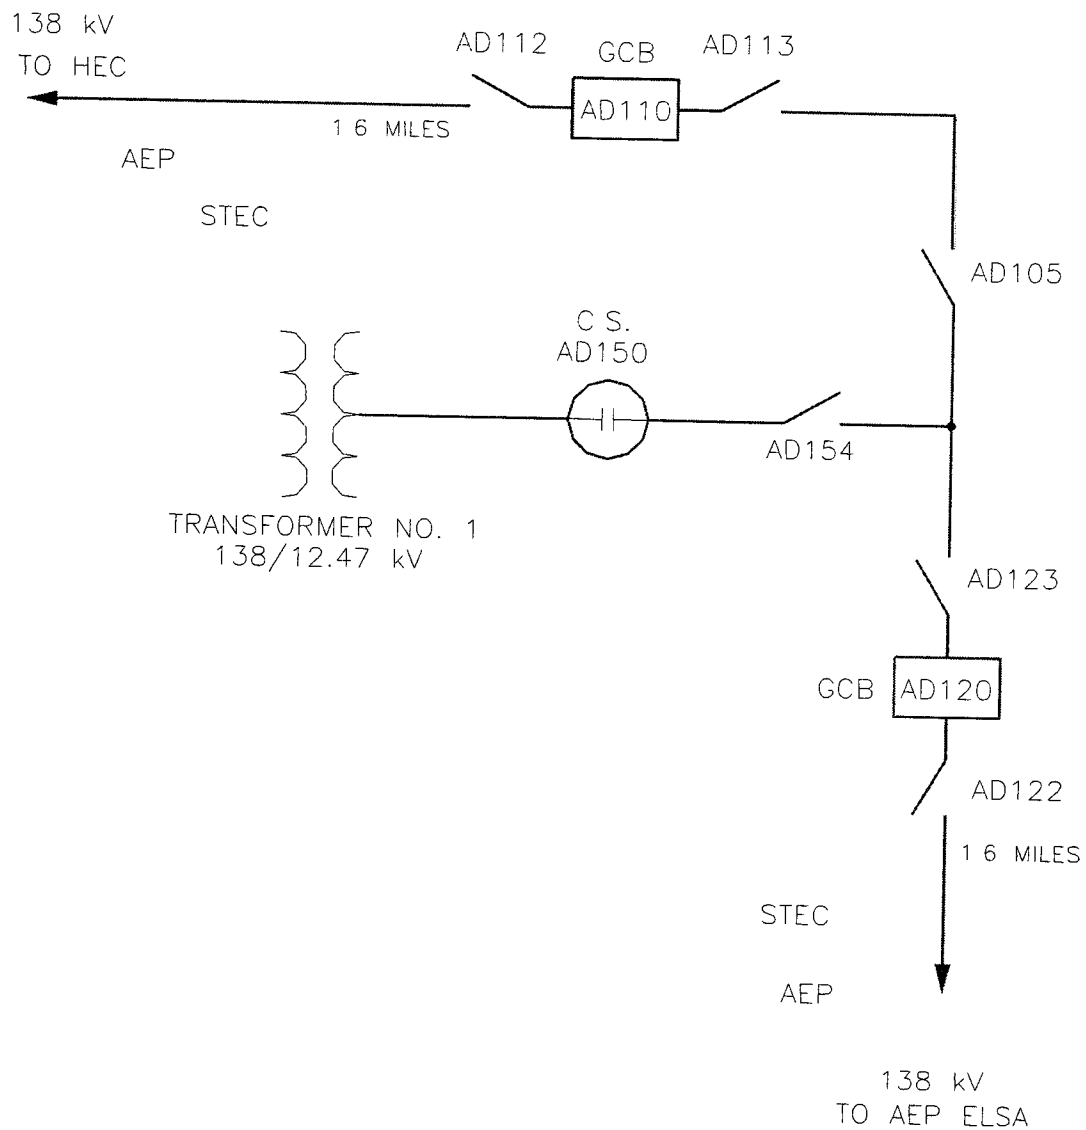 138 kV
TO HEC
AD112
GCB
AD113
AD110
1 6 MILES
AEP
STEC
AD105
C S.
AD150
AD154
TRANSFORMER NO. 1
138/12.47 kV
AD123
GCB
AD120
AD122
1 6 MILES
STEC
AEP
138 kV
TO AEP ELSA